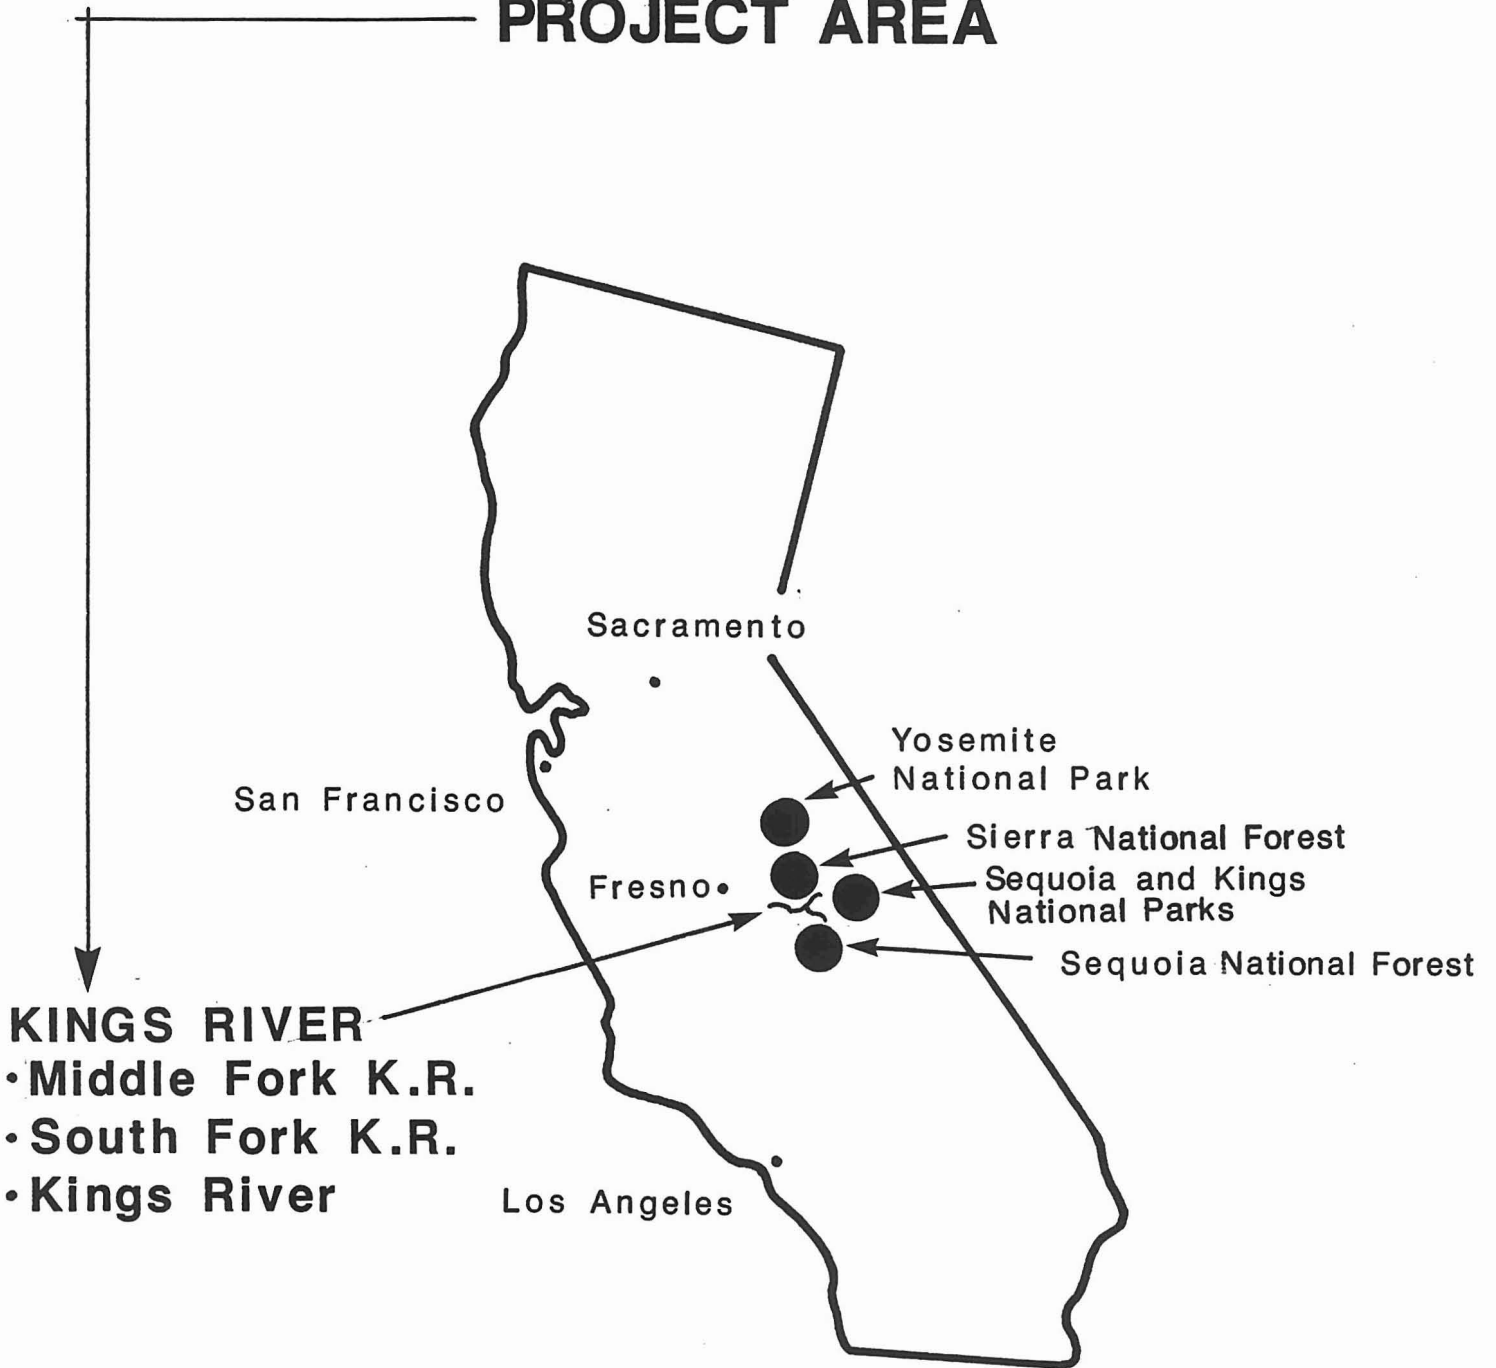 PROJECT AREA
Sacramento
Yosemite
National Park
San Francisco
Sierra National Forest
Fresno
Sequoia and Kings
National Parks
Sequoia National Forest
KINGS RIVER
•Middle Fork K.R.
•South Fork K.R.
•Kings River
Los Angeles